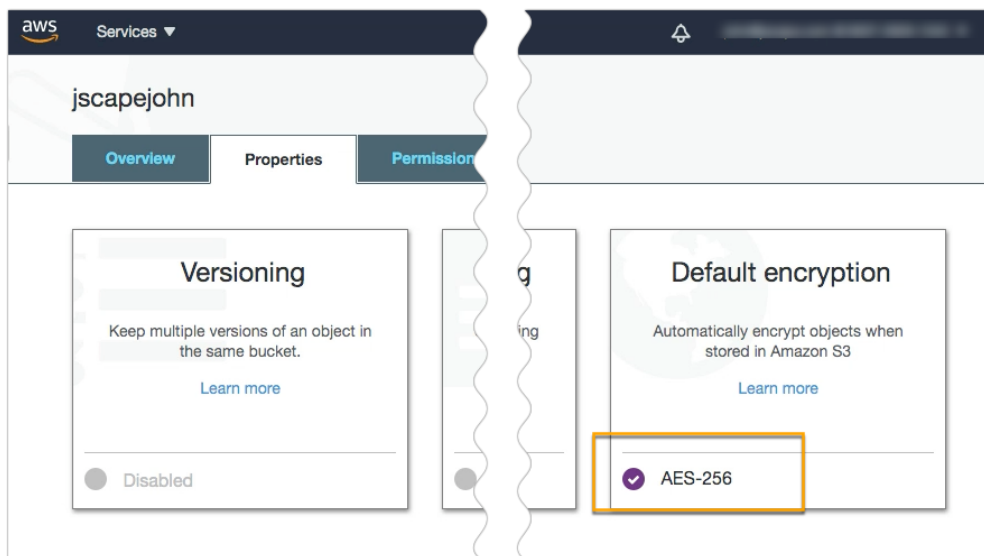 aws
Services ▼
jscapejohn
Overview
Properties
Permission
Versioning
Keep multiple versions of an object in
the same bucket.
Learn more
Disabled
g
ing
Default encryption
Automatically encrypt objects when
stored in Amazon S3
Learn more
AES-256